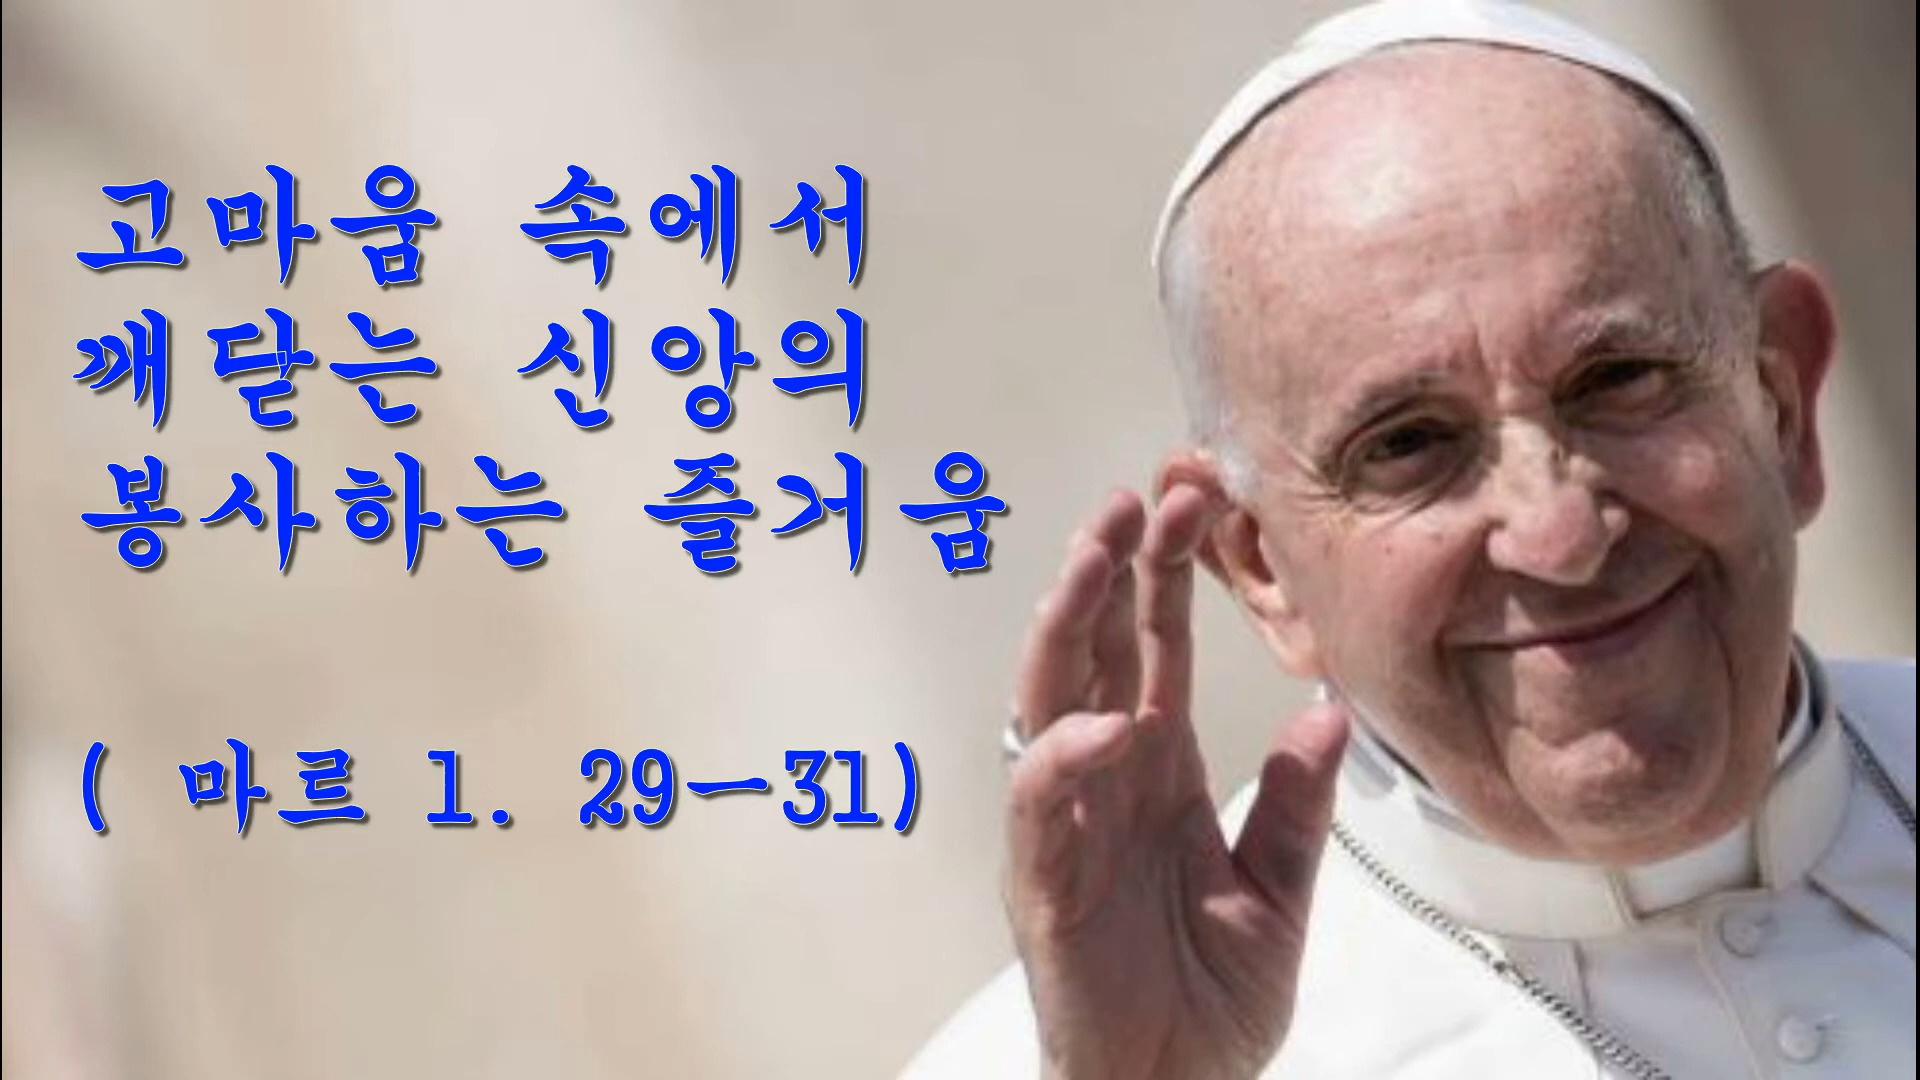 고마움 속에서
깨닫는 신앙의
봉사하는 즐거움
( 마르 1. 29-31)